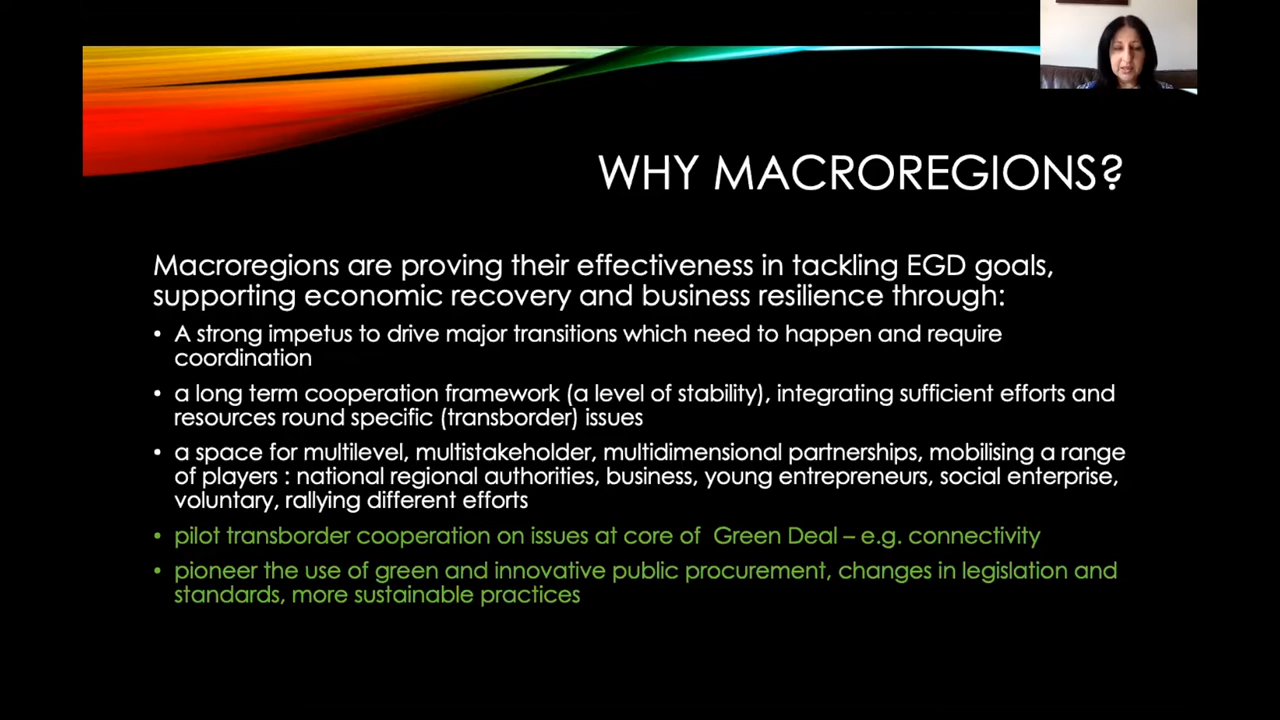 WHY MACROREGIONS?
Macroregions are proving their effectiveness in tackling EGD goals,
supporting economic recovery and business resilience through:
• A strong impetus to drive major transitions which need to happen and require
coordination
• a long term cooperation framework (a level of stability), integrating sufficient efforts and
resources round specific (transborder) issues
• a space for multilevel, multistakeholder, multidimensional partnerships, mobilising a range
of players : national regional authorities, business, young entrepreneurs, social enterprise,
voluntary, rallying different efforts
• pilot transborder cooperation on issues at core of  Green Deal – e.g. connectivity
• pioneer the use of green and innovative public procurement, changes in legislation and
standards, more sustainable practices